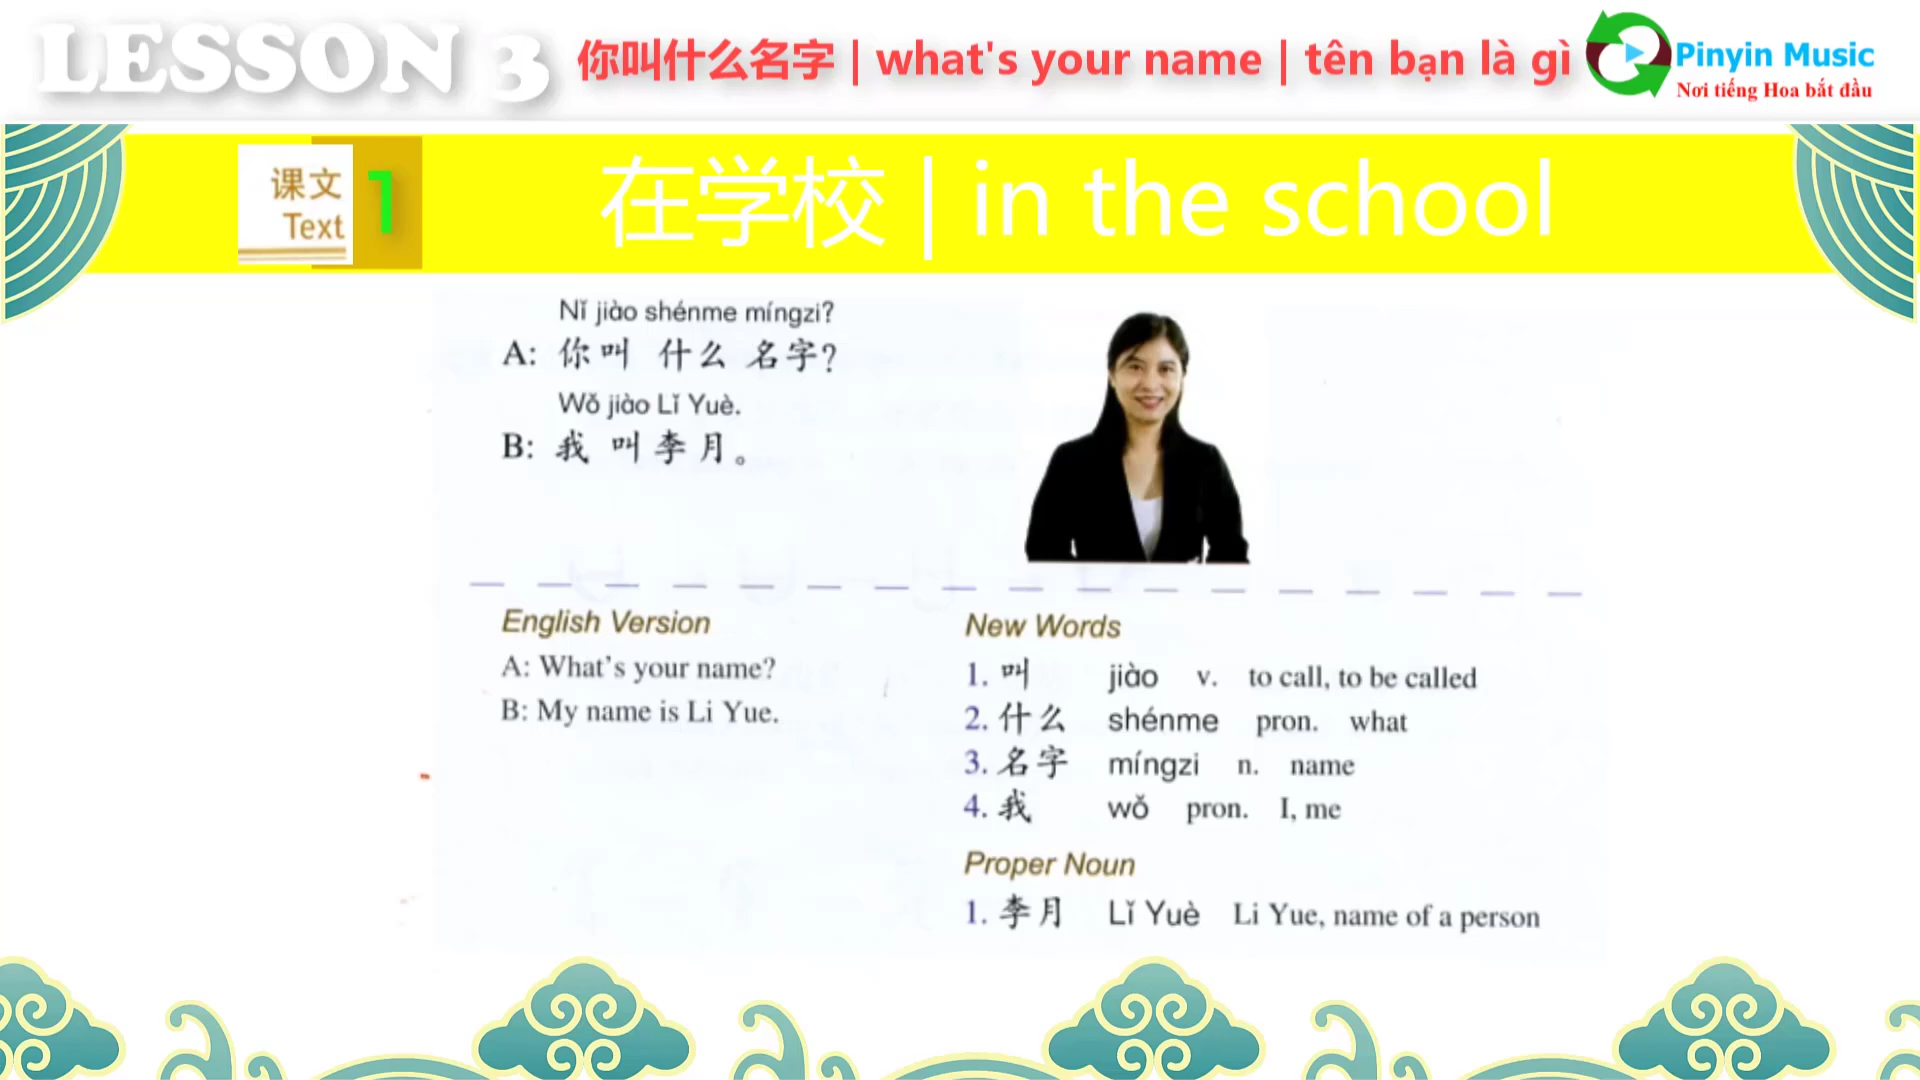 LESSON 3
你叫什么名字 | what's your name | tên bạn là gì
Pinyin Music
Nơi tiếng Hoa bắt đầu
课文
Text
1
在学校 | in the school
Nǐ jiào shénme míngzi?
A: 你叫 什么 名字?
Wǒ jiào Lǐ Yuè.
B: 我 叫李月。
English Version
A: What's your name?
B: My name is Li Yue.
New Words
1. 叫 jiào v. to call, to be called
2. 什么 shénme pron. what
3. 名字 míngzi n. name
4. 我 wǒ pron. I, me
Proper Noun
1. 李月 Lǐ Yuè Li Yue, name of a person